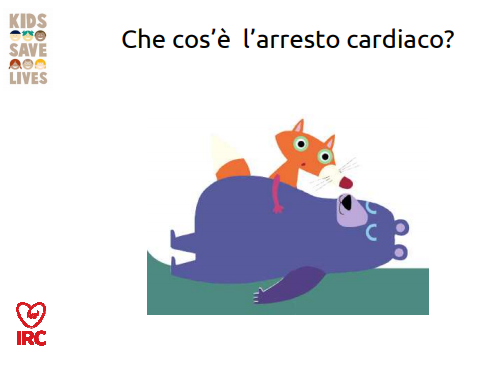 KIDS
SAVE
LIVES
Che cos’è l’arresto cardiaco?
IRC